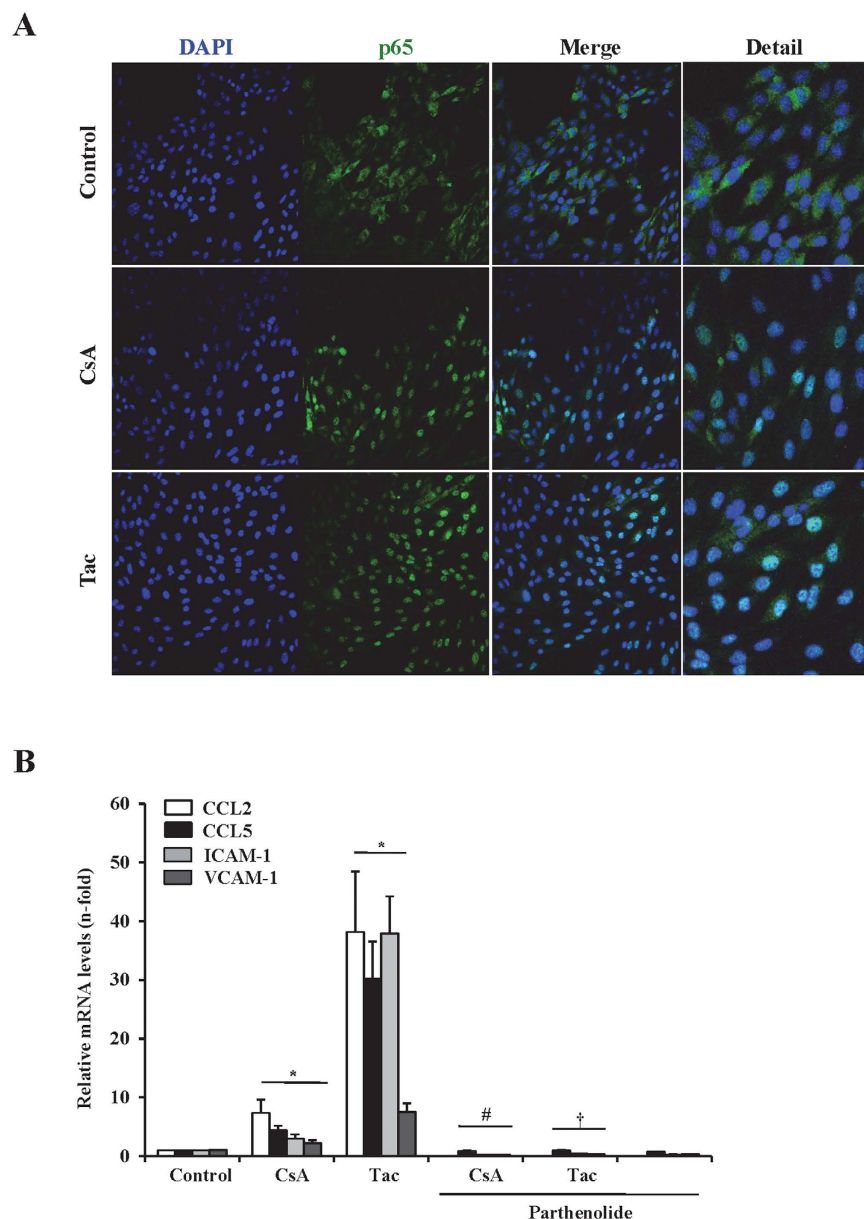 A
DAPI p65 Merge Detail
Control
CsA
Tac
B
Relative mRNA levels (n-fold)
60
50
40
30
20
10
0
CCL2
CCL5
ICAM-1
VCAM-1
* * # †
Control CsA Tac CsA Tac
Parthenolide